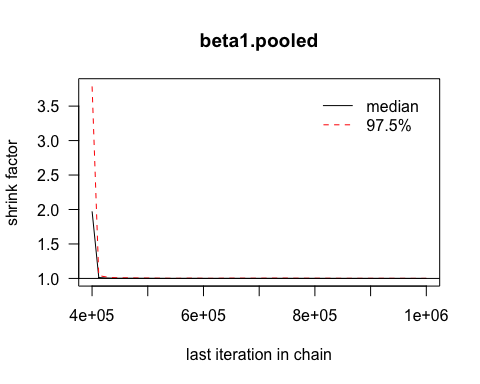 beta1.pooled
median
97.5%
shrink factor
3.5
3.0
2.5
2.0
1.5
1.0
4e+05 6e+05 8e+05 1e+06
last iteration in chain